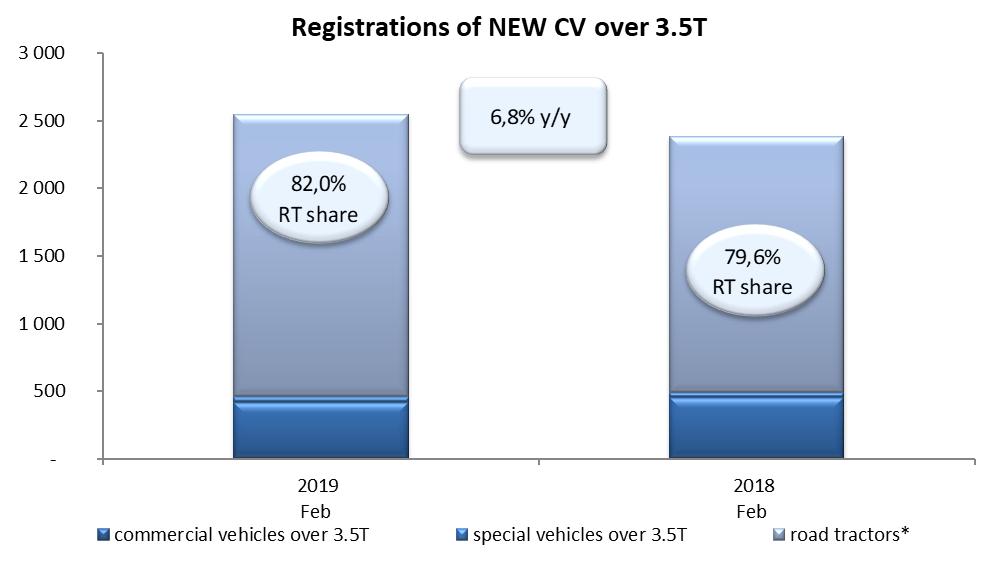 Registrations of NEW CV over 3.5T
3 000
2 500
2 000
1 500
1 000
500
-
6,8% y/y
82,0%
RT share
79,6%
RT share
2019
2018
Feb
Feb
commercial vehicles over 3.5T
special vehicles over 3.5T
road tractors*